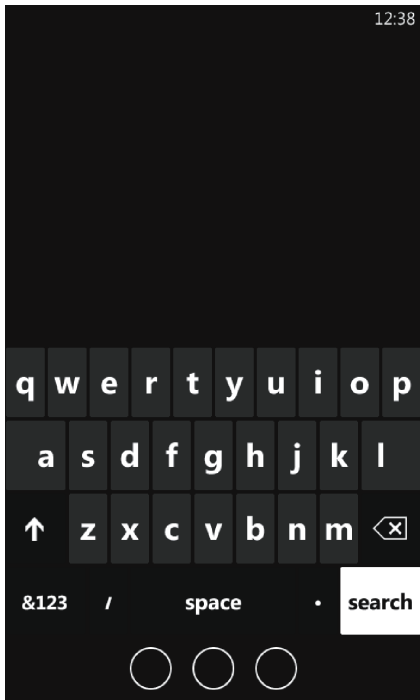 12:38
q w e r t y u i o p
a s d f g h j k l
z x c v b n m
&123 / space . search